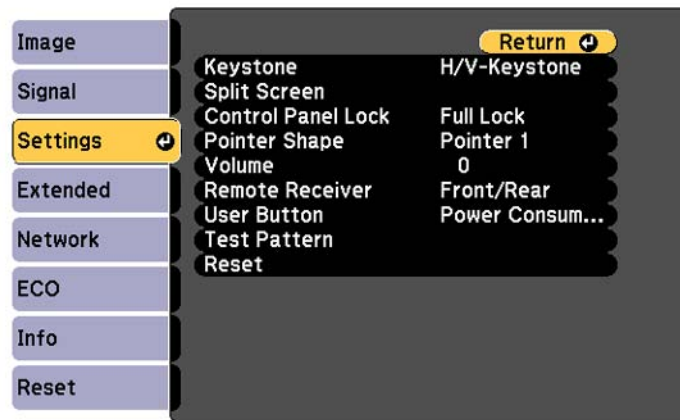 Image
Signal
Settings
Extended
Network
ECO
Info
Reset
Return
Keystone H/V-Keystone
Split Screen
Control Panel Lock Full Lock
Pointer Shape Pointer 1
Volume 0
Remote Receiver Front/Rear
User Button Power Consum...
Test Pattern
Reset